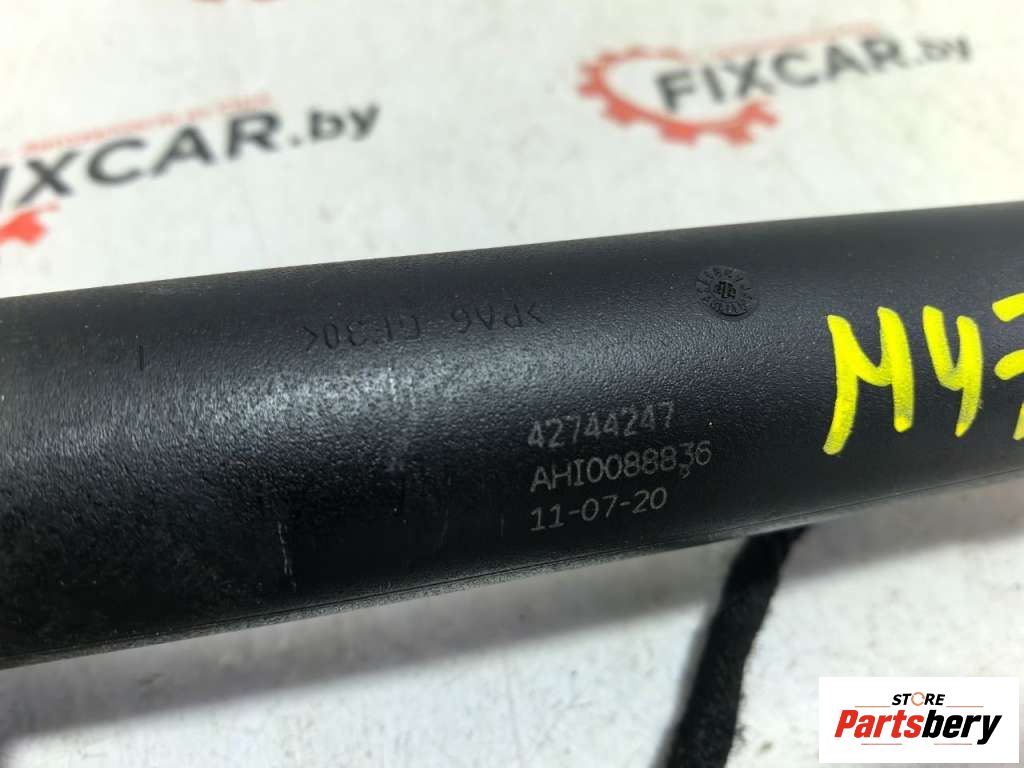 FIXCAR.by
FIXCAR.by
>PA6 GF30<
42744247
AHI0088836
11-07-20
STORE
Partsbery